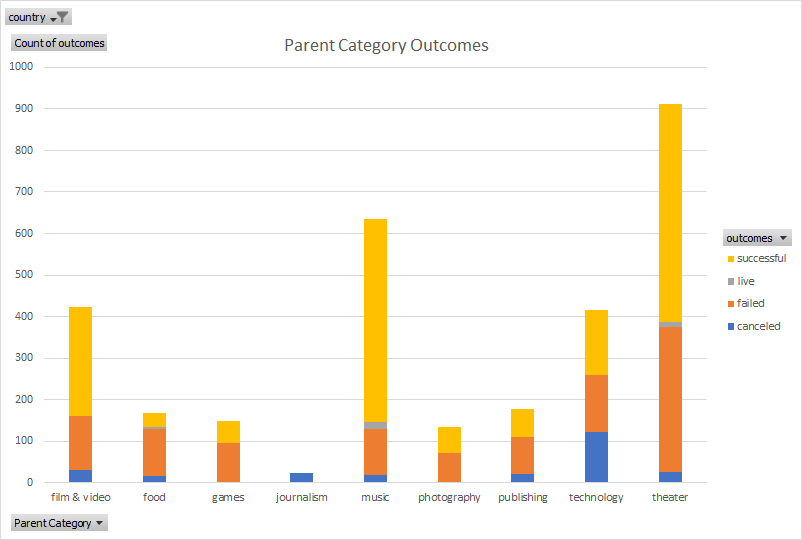 country
Count of outcomes
Parent Category Outcomes
1000
900
800
700
600
500
400
300
200
100
0
film & video food games journalism music photography publishing technology theater
outcomes
successful
live
failed
canceled
Parent Category